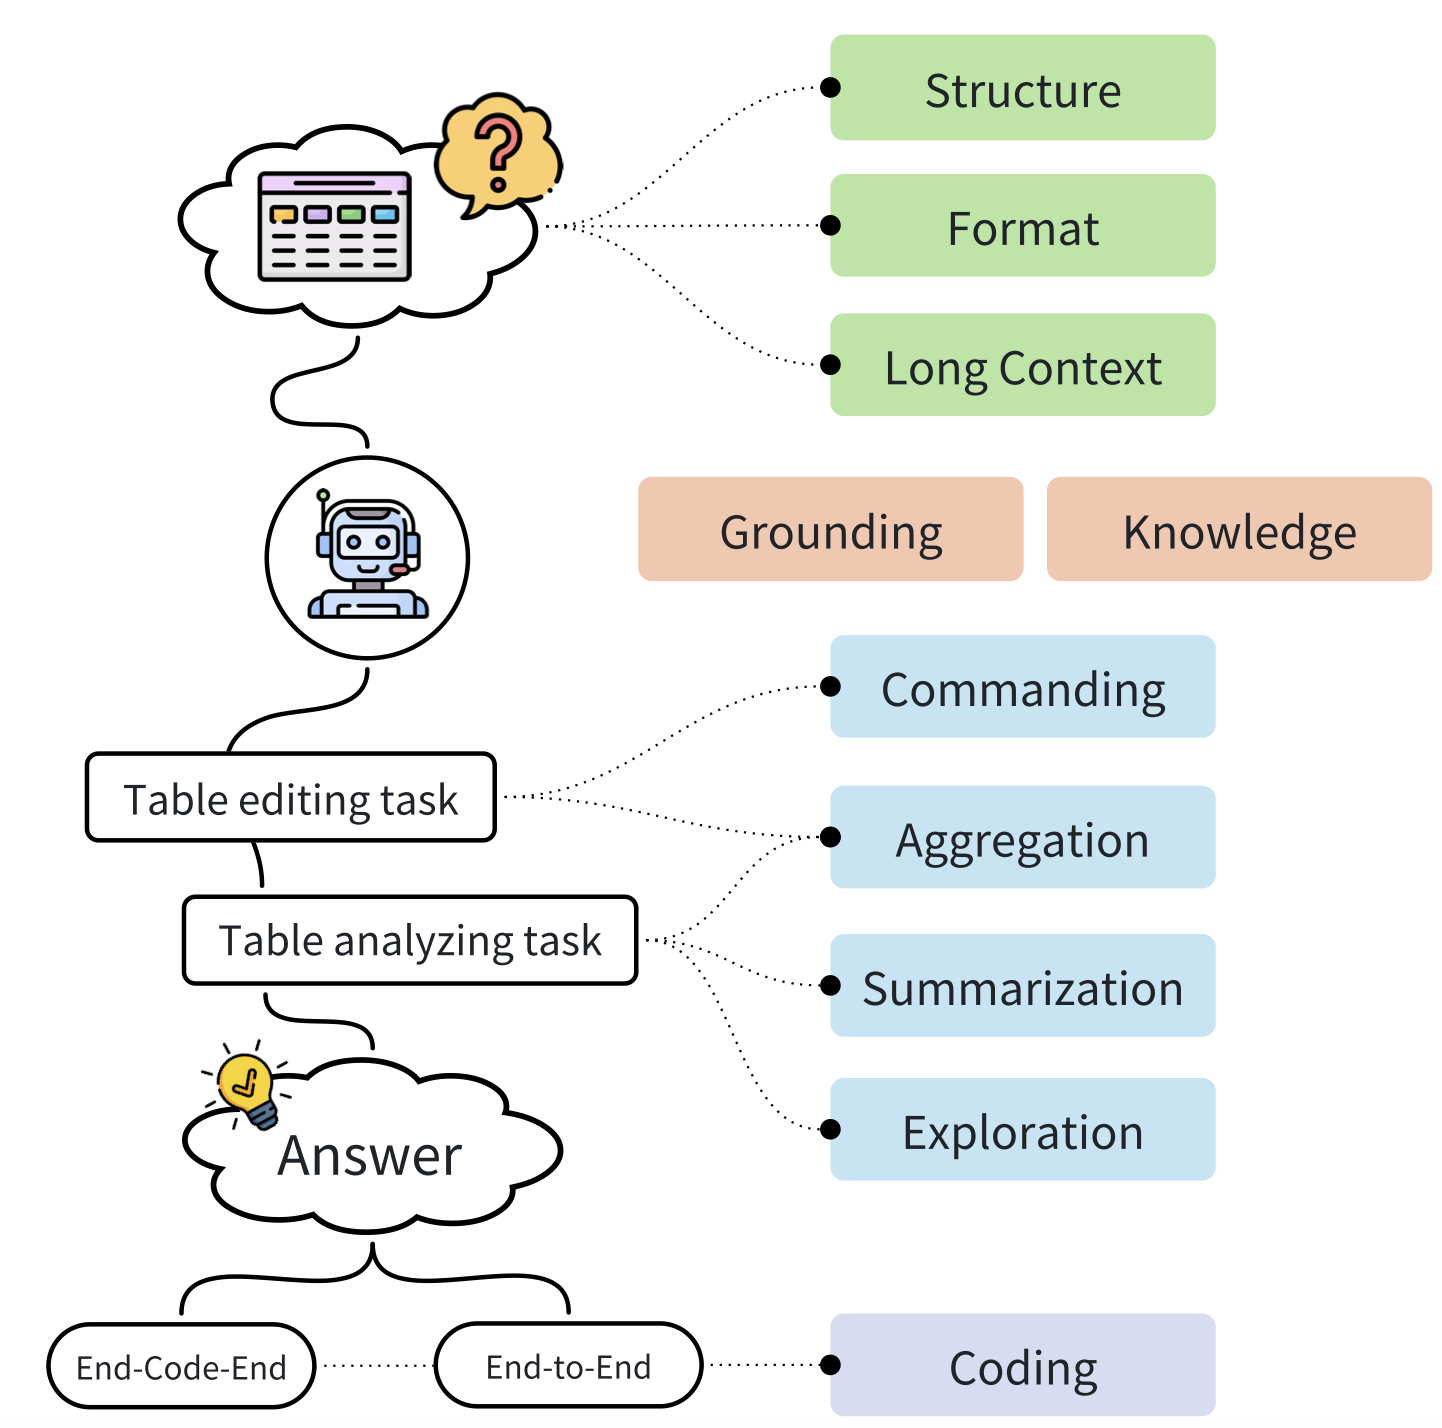 ?
Structure
Format
Long Context
Grounding
Knowledge
Commanding
Table editing task
Aggregation
Table analyzing task
Summarization
Exploration
Answer
End-Code-End
End-to-End
Coding